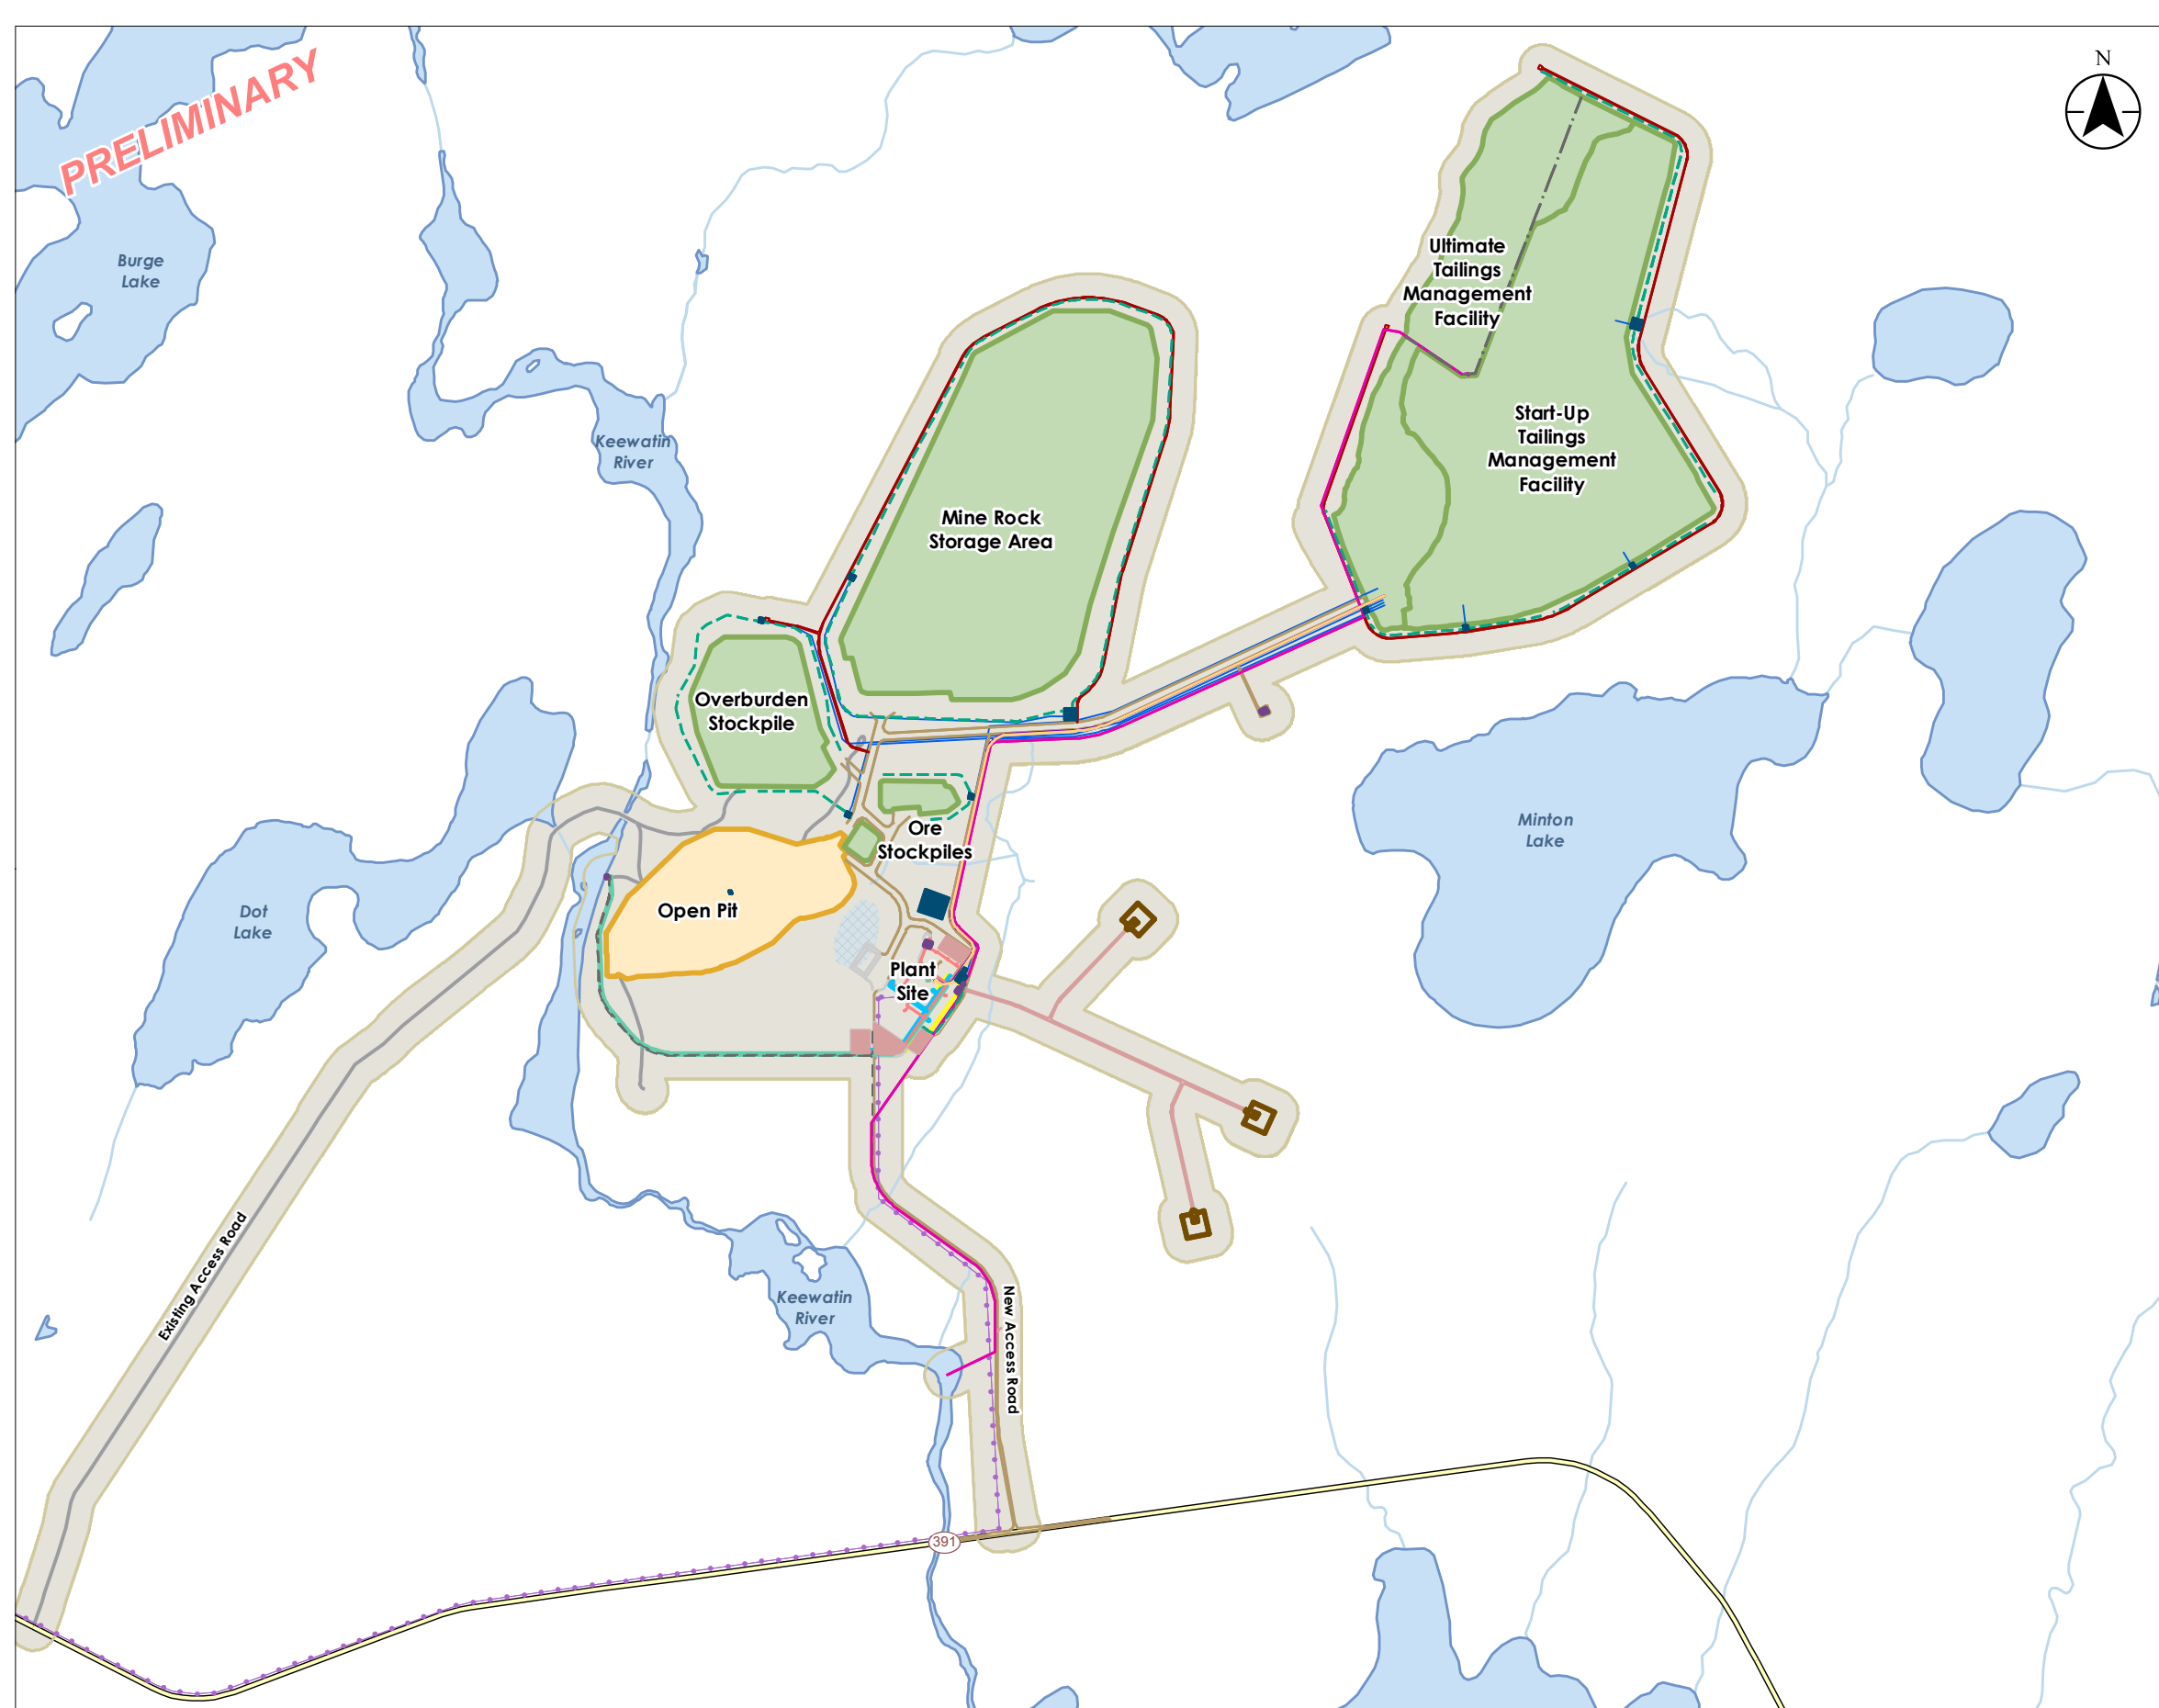 PRELIMINARY
N
Burge
Lake
Ultimate
Tailings
Management
Facility
Start-Up
Tailings
Management
Facility
Keewatin
River
Mine Rock
Storage Area
Overburden
Stockpile
Ore
Stockpiles
Minton
Lake
Dot
Lake
Open Pit
Plant
Site
Existing Access Road
Keewatin
River
New Access Road
391